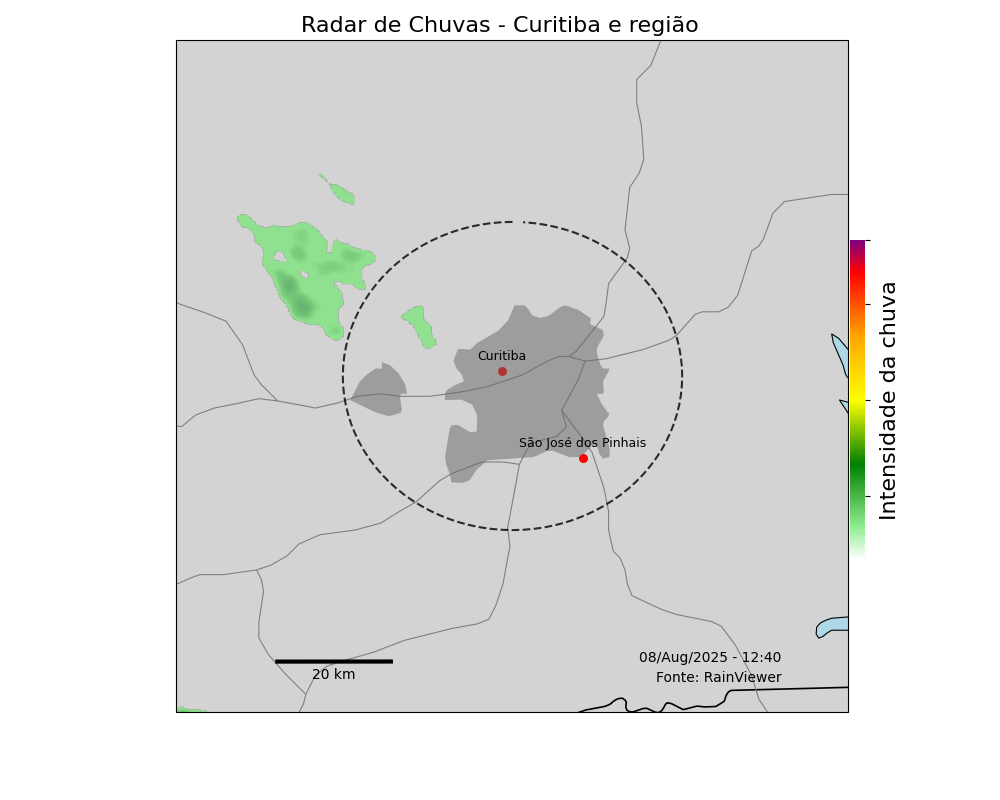 Radar de Chuvas - Curitiba e região
Curitiba
São José dos Pinhais
Intensidade da chuva
20 km
08/Aug/2025 - 12:40
Fonte: RainViewer